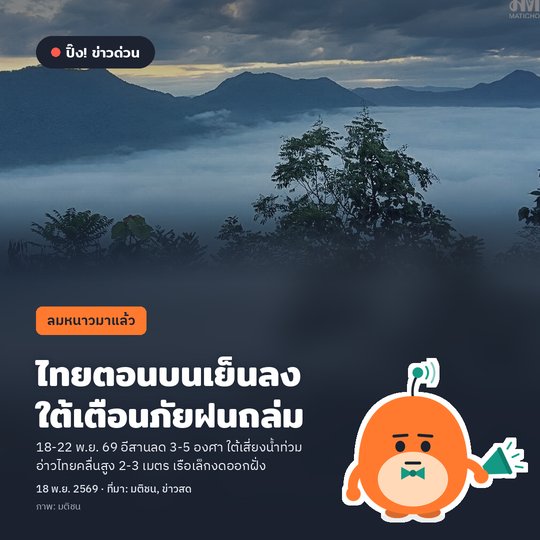 MATICHO
ปิ๊ง! ข่าวด่วน
ลมหนาวมาแล้ว
ไทยตอนบนเย็นลง
ใต้เตือนภัยฝนถล่ม
18-22 พ.ย. 69 อีสานลด 3-5 องศา ใต้เสี่ยงน้ำท่วม
อ่าวไทยคลื่นสูง 2-3 เมตร เรือเล็กงดออกฝั่ง
18 พ.ย. 2569 · ที่มา: มติชน, ข่าวสด
ภาพ: มติชน